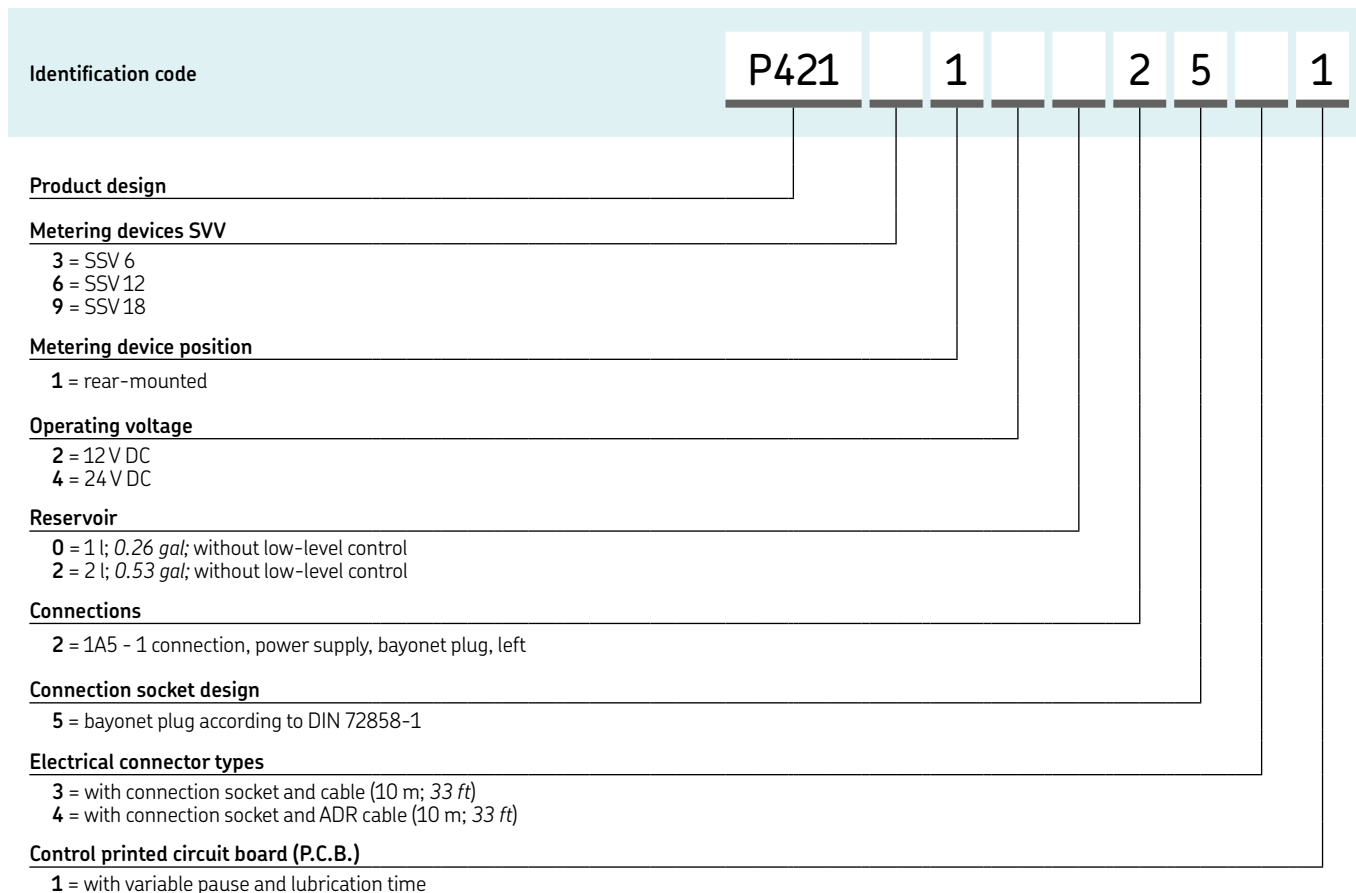 Identification code P421 1 2 5 1
Product design
Metering devices SVV
3 = SSV 6
6 = SSV 12
9 = SSV 18
Metering device position
1 = rear-mounted
Operating voltage
2 = 12 V DC
4 = 24 V DC
Reservoir
0 = 1 l; 0.26 gal; without low-level control
2 = 2 l; 0.53 gal; without low-level control
Connections
2 = 1A5 - 1 connection, power supply, bayonet plug, left
Connection socket design
5 = bayonet plug according to DIN 72858-1
Electrical connector types
3 = with connection socket and cable (10 m; 33 ft)
4 = with connection socket and ADR cable (10 m; 33 ft)
Control printed circuit board (P.C.B.)
1 = with variable pause and lubrication time